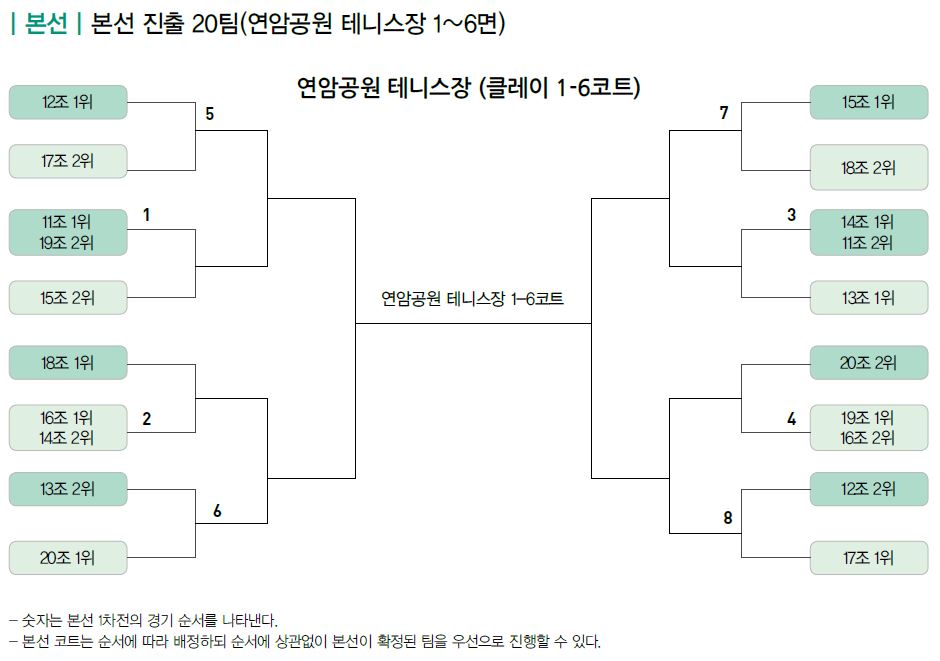 | 본선 | 본선 진출 20팀(연암공원 테니스장 1～6면)
연암공원 테니스장 (클레이 1-6코트)
12조 1위
5
17조 2위
11조 1위
19조 2위
1
15조 2위
18조 1위
16조 1위
14조 2위
2
13조 2위
6
20조 1위
연암공원 테니스장 1-6코트
7
15조 1위
18조 2위
3
14조 1위
11조 2위
13조 1위
20조 2위
4
19조 1위
16조 2위
12조 2위
8
17조 1위
- 숫자는 본선 1차전의 경기 순서를 나타낸다.
- 본선 코트는 순서에 따라 배정하되 순서에 상관없이 본선이 확정된 팀을 우선으로 진행할 수 있다.